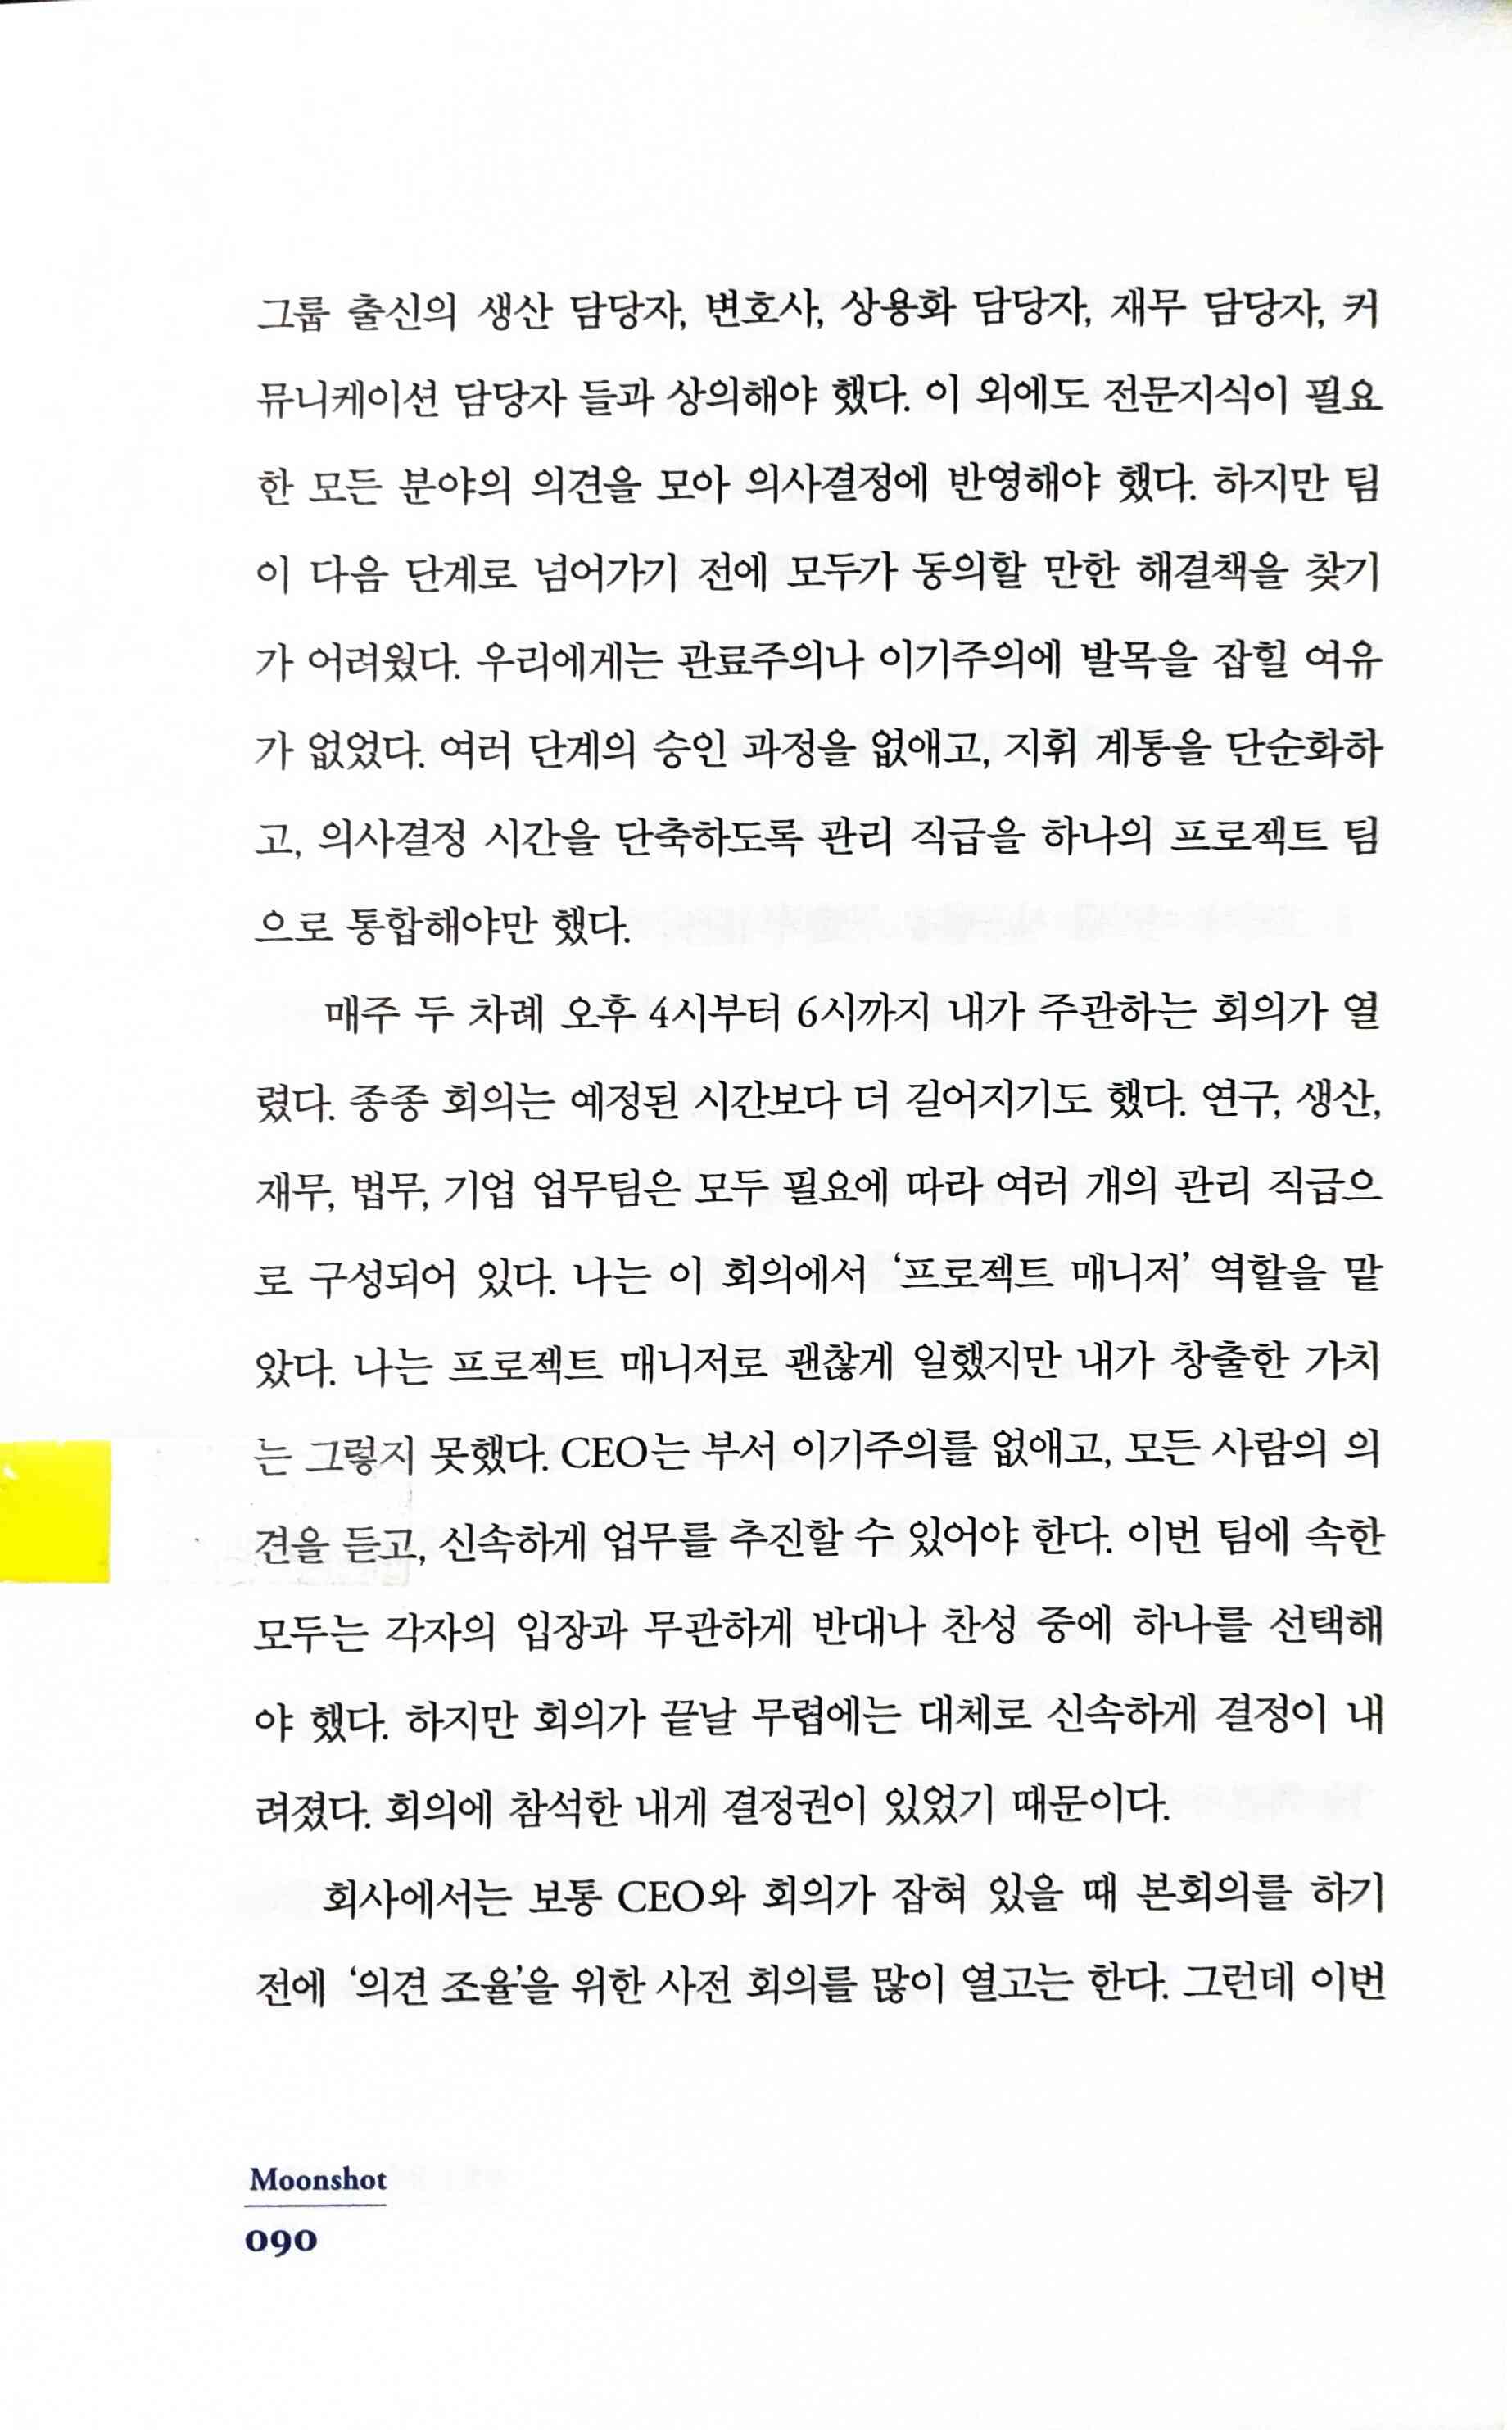 그룹 출신의 생산 담당자, 변호사, 상용화 담당자, 재무 담당자, 커
뮤니케이션 담당자 들과 상의해야 했다. 이 외에도 전문지식이 필요
한 모든 분야의 의견을 모아 의사결정에 반영해야 했다. 하지만 팀
이 다음 단계로 넘어가기 전에 모두가 동의할 만한 해결책을 찾기
가 어려웠다. 우리에게는 관료주의나 이기주의에 발목을 잡힐 여유
가 없었다. 여러 단계의 승인 과정을 없애고, 지휘 계통을 단순화하
고, 의사결정 시간을 단축하도록 관리 직급을 하나의 프로젝트 팀
으로 통합해야만 했다.
매주 두 차례 오후 4시부터 6시까지 내가 주관하는 회의가 열
렸다. 종종 회의는 예정된 시간보다 더 길어지기도 했다. 연구, 생산,
재무, 법무, 기업 업무팀은 모두 필요에 따라 여러 개의 관리 직급으
로 구성되어 있다. 나는 이 회의에서 ‘프로젝트 매니저’ 역할을 맡
았다. 나는 프로젝트 매니저로 괜찮게 일했지만 내가 창출한 가치
는 그렇지 못했다. CEO는 부서 이기주의를 없애고, 모든 사람의 의
견을 듣고, 신속하게 업무를 추진할 수 있어야 한다. 이번 팀에 속한
모두는 각자의 입장과 무관하게 반대나 찬성 중에 하나를 선택해
야 했다. 하지만 회의가 끝날 무렵에는 대체로 신속하게 결정이 내
려졌다. 회의에 참석한 내게 결정권이 있었기 때문이다.
회사에서는 보통 CEO와 회의가 잡혀 있을 때 본회의를 하기
전에 ‘의견 조율’을 위한 사전 회의를 많이 열고는 한다. 그런데 이번
Moonshot
090